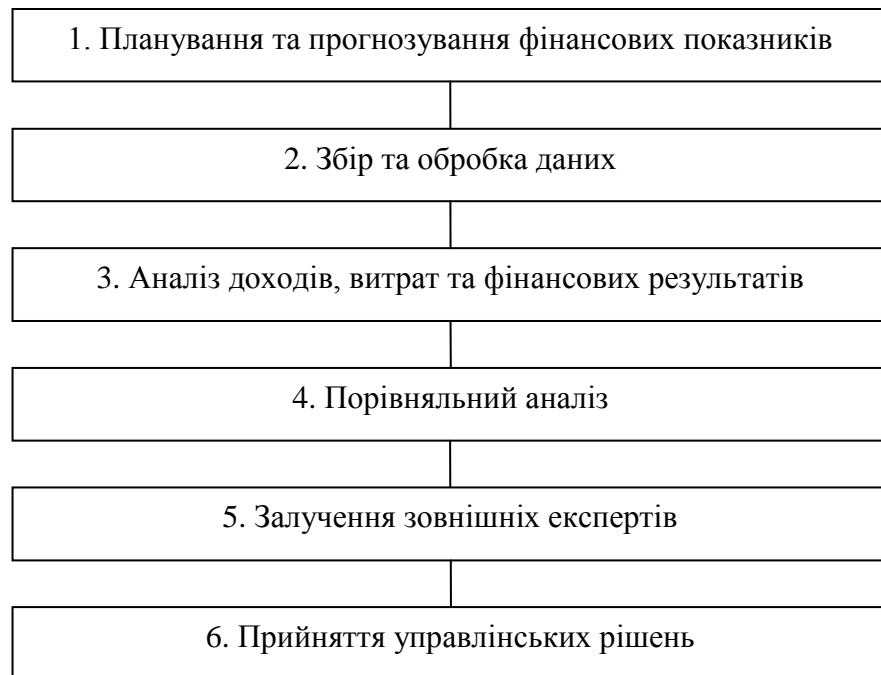 1. Планування та прогнозування фінансових показників
2. Збір та обробка даних
3. Аналіз доходів, витрат та фінансових результатів
4. Порівняльний аналіз
5. Залучення зовнішніх експертів
6. Прийняття управлінських рішень